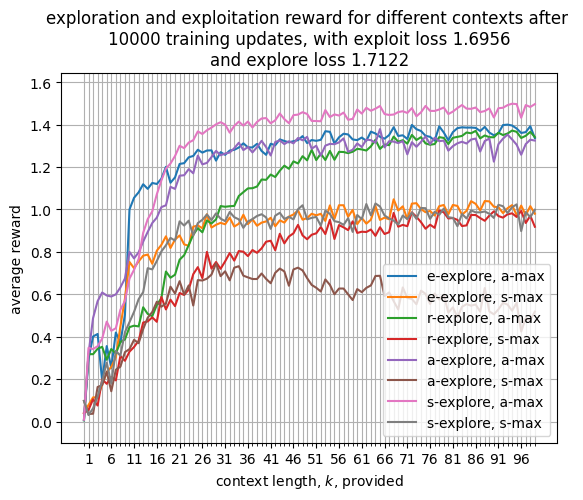 exploration and exploitation reward for different contexts after
10000 training updates, with exploit loss 1.6956
and explore loss 1.7122
1.6
1.4
1.2
1.0
0.8
0.6
0.4
0.2
0.0
average reward
e-explore, a-max
e-explore, s-max
r-explore, a-max
r-explore, s-max
a-explore, a-max
a-explore, s-max
s-explore, a-max
s-explore, s-max
1 6 11 16 21 26 31 36 41 46 51 56 61 66 71 76 81 86 91 96
context length, k, provided